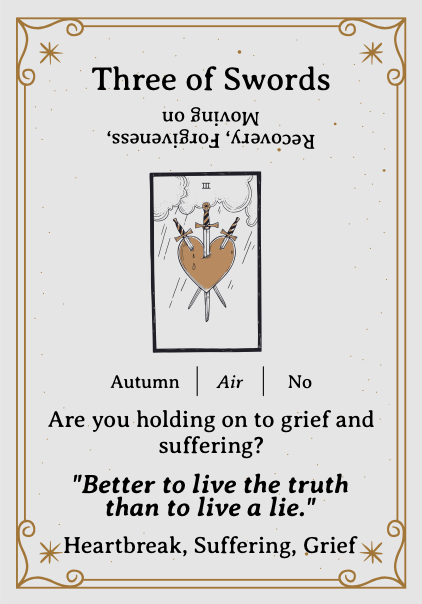 Three of Swords
Recovery, Forgiveness,
Moving on
III
Autumn | Air | No
Are you holding on to grief and
suffering?
"Better to live the truth
than to live a lie."
Heartbreak, Suffering, Grief